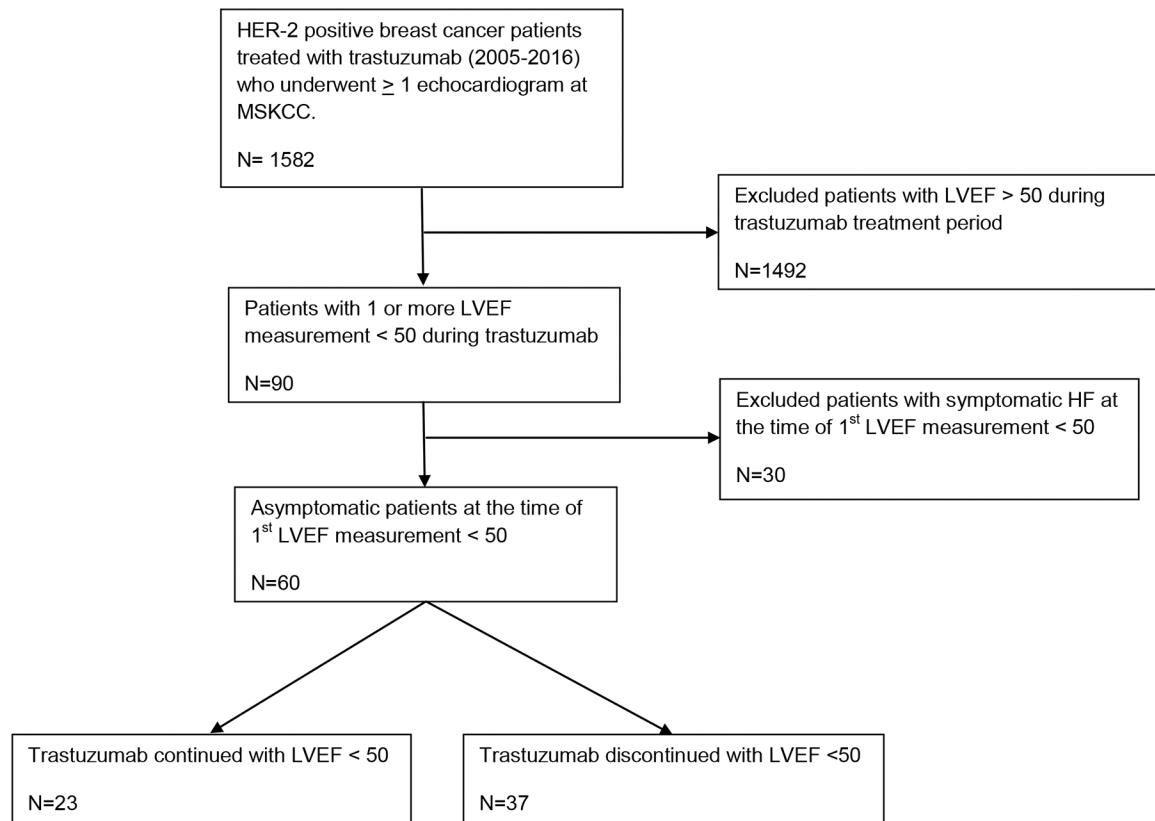 HER-2 positive breast cancer patients
treated with trastuzumab (2005-2016)
who underwent ≥ 1 echocardiogram at
MSKCC.
N= 1582
Excluded patients with LVEF > 50 during
trastuzumab treatment period
N=1492
Patients with 1 or more LVEF
measurement < 50 during trastuzumab
N=90
Excluded patients with symptomatic HF at
the time of 1st LVEF measurement < 50
N=30
Asymptomatic patients at the time of
1st LVEF measurement < 50
N=60
Trastuzumab continued with LVEF < 50
N=23
Trastuzumab discontinued with LVEF <50
N=37